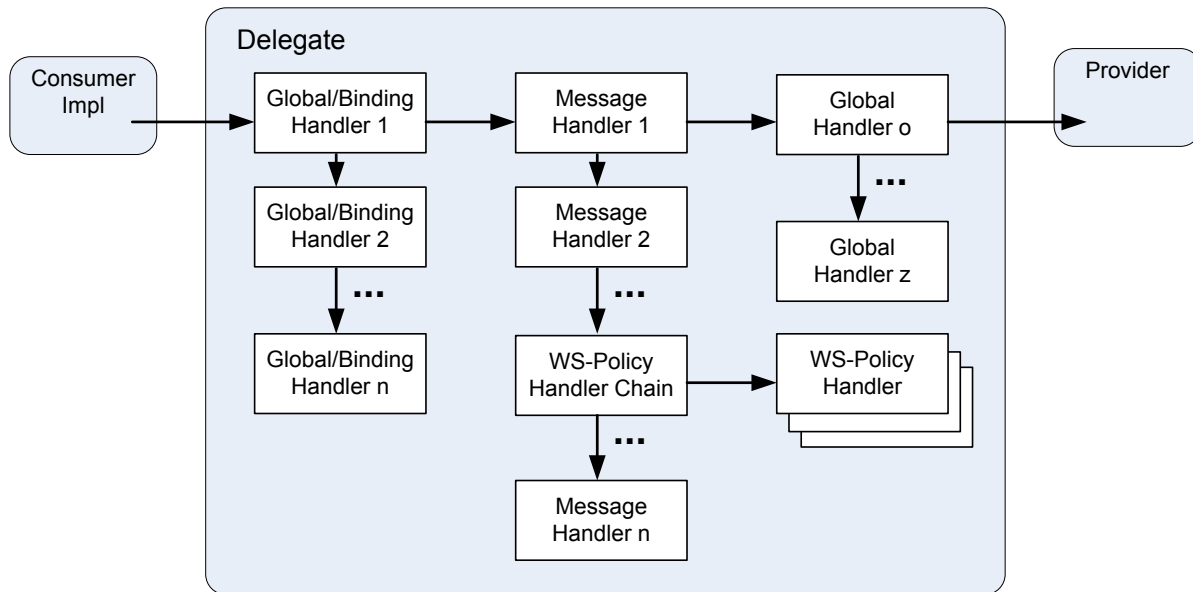 Delegate
Consumer
Impl
Global/Binding
Handler 1
Message
Handler 1
Global
Handler o
Provider
Global/Binding
Handler 2
Message
Handler 2
...
Global
Handler z
...
...
Global/Binding
Handler n
WS-Policy
Handler Chain
WS-Policy
Handler
...
Message
Handler n